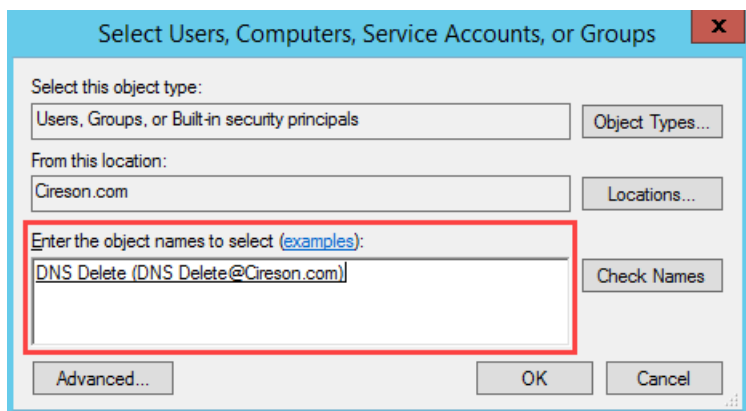 Select Users, Computers, Service Accounts, or Groups
x
Select this object type:
Users, Groups, or Built-in security principals
Object Types...
From this location:
Cireson.com
Locations...
Enter the object names to select (examples):
DNS Delete (DNS Delete@Cireson.com)
Check Names
Advanced...
OK
Cancel